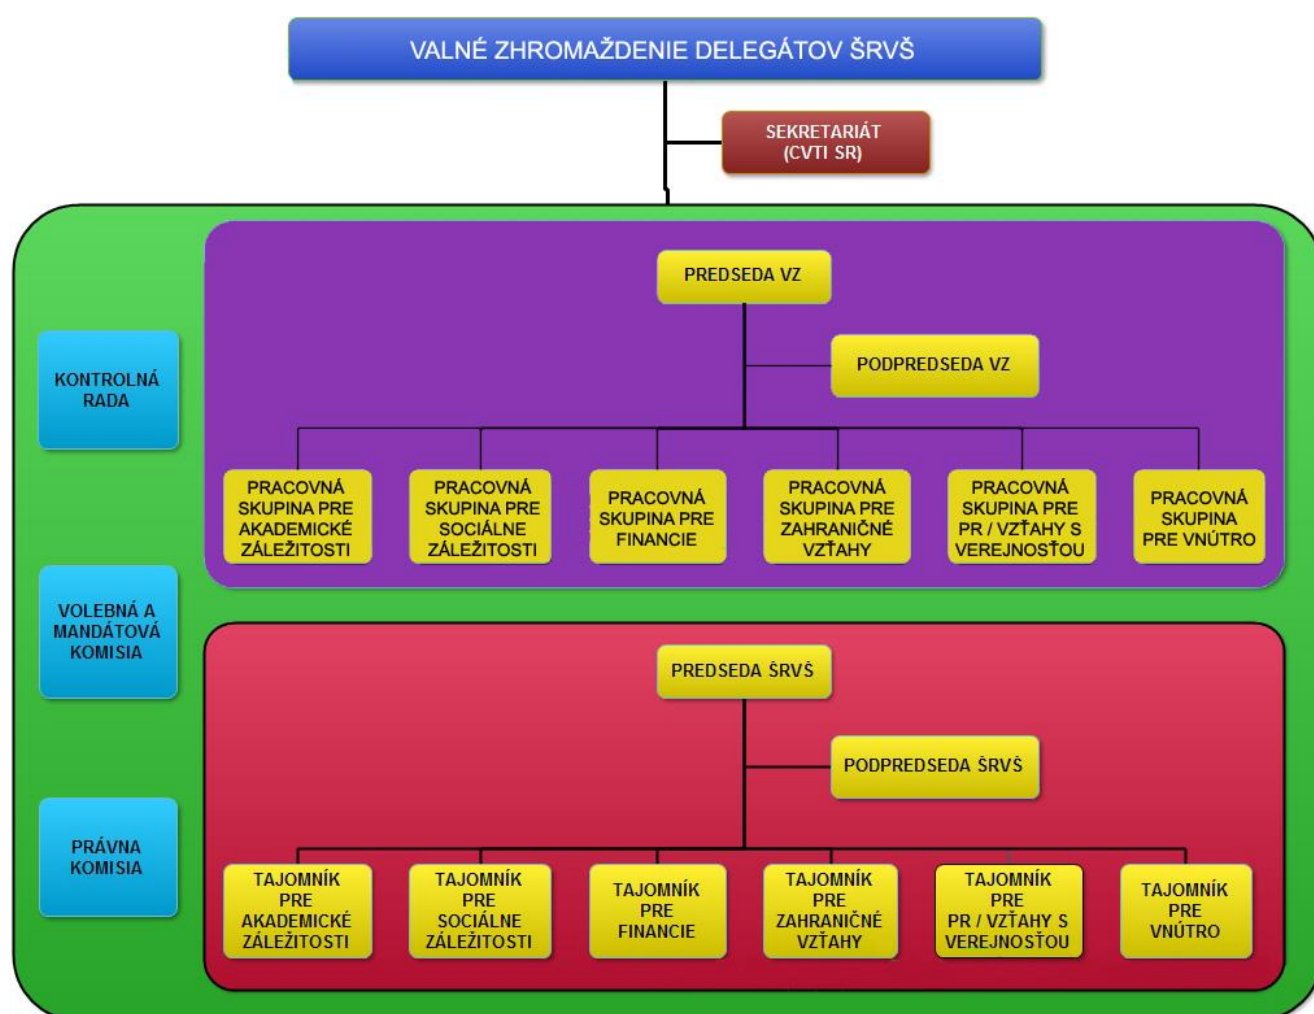 VALNÉ ZHROMAŽDENIE DELEGÁTOV ŠRVŠ
SEKRETARIÁT
(CVTI SR)
PREDSEDA VZ
PODPREDSEDA VZ
KONTROLNÁ
RADA
PRACOVNÁ
SKUPINA PRE
AKADEMICKÉ
ZÁLEŽITOSTI
PRACOVNÁ
SKUPINA PRE
SOCIÁLNE
ZÁLEŽITOSTI
PRACOVNÁ
SKUPINA PRE
FINANCIE
PRACOVNÁ
SKUPINA PRE
ZAHRANIČNÉ
VZŤAHY
PRACOVNÁ
SKUPINA PRE
PR / VZŤAHY S
VEREJNOSŤOU
PRACOVNÁ
SKUPINA
PRE VNÚTRO
VOLEBNÁ A
MANDÁTOVÁ
KOMISIA
PREDSEDA ŠRVŠ
PODPREDSEDA ŠRVŠ
PRÁVNA
KOMISIA
TAJOMNÍK
PRE
AKADEMICKÉ
ZÁLEŽITOSTI
TAJOMNÍK
PRE
SOCIÁLNE
ZÁLEŽITOSTI
TAJOMNÍK
PRE
FINANCIE
TAJOMNÍK
PRE
ZAHRANIČNÉ
VZŤAHY
TAJOMNÍK
PRE
PR / VZŤAHY S
VEREJNOSŤOU
TAJOMNÍK
PRE
VNÚTRO